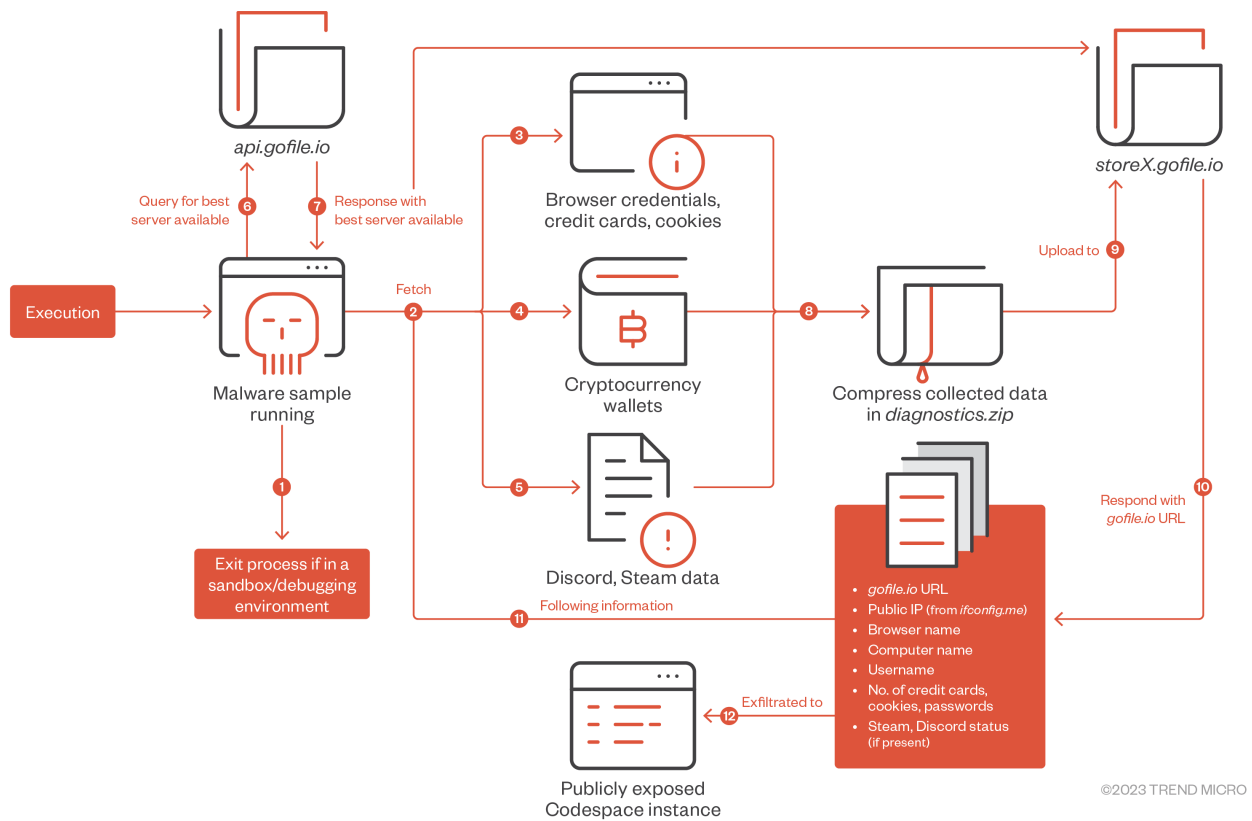 api.gofile.io
storeX.gofile.io
Query for best
server available
6
7
Response with
best server available
3
Browser credentials,
credit cards, cookies
Upload to
9
Execution
Malware sample
running
Fetch
2
4
Cryptocurrency
wallets
8
Compress collected data
in diagnostics.zip
1
Exit process if in a
sandbox/debugging
environment
5
Discord, Steam data
Respond with
gofile.io URL
10
Following information
11
• gofile.io URL
• Public IP (from ifconfig.me)
• Browser name
• Computer name
• Username
• No. of credit cards,
cookies, passwords
• Steam, Discord status
(if present)
Exfiltrated to
12
Publicly exposed
Codespace instance
©2023 TREND MICRO